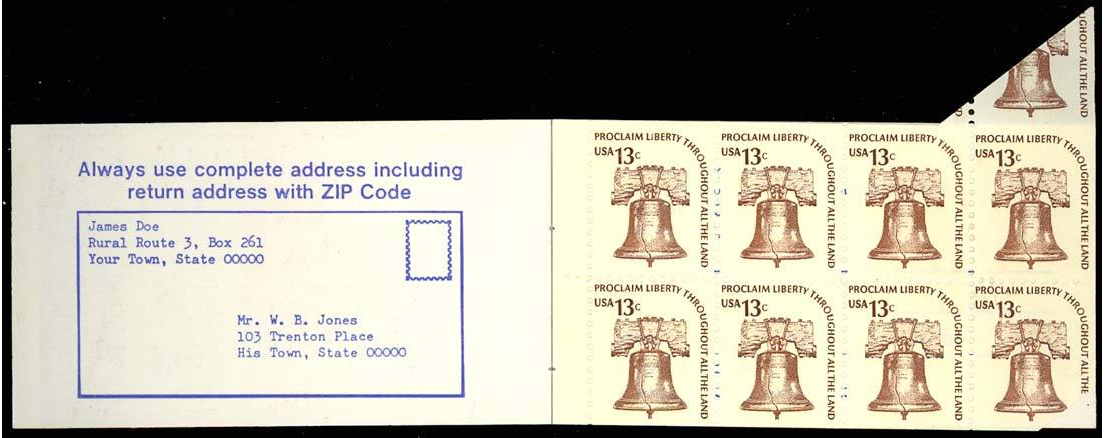 Always use complete address including
return address with ZIP Code
James Doe
Rural Route 3, Box 261
Your Town, State 00000
Mr. W. B. Jones
103 Trenton Place
His Town, State 00000
OUGHOUT ALL THE LAND
PROCLAIM LIBERTY THROUGHOUT ALL THE LAND
USA 13c
PROCLAIM LIBERTY THROUGHOUT ALL THE LAND
USA 13c
PROCLAIM LIBERTY THROUGHOUT ALL THE LAND
USA 13c
PROCLAIM LIBERTY THROUGHOUT ALL THE LAND
USA 13c
PROCLAIM LIBERTY THROUGHOUT ALL THE LAND
USA 13c
PROCLAIM LIBERTY THROUGHOUT ALL THE LAND
USA 13c
PROCLAIM LIBERTY THROUGHOUT ALL THE LAND
USA 13c
PROCLAIM LIBERTY THROUGHOUT ALL THE
USA 13c